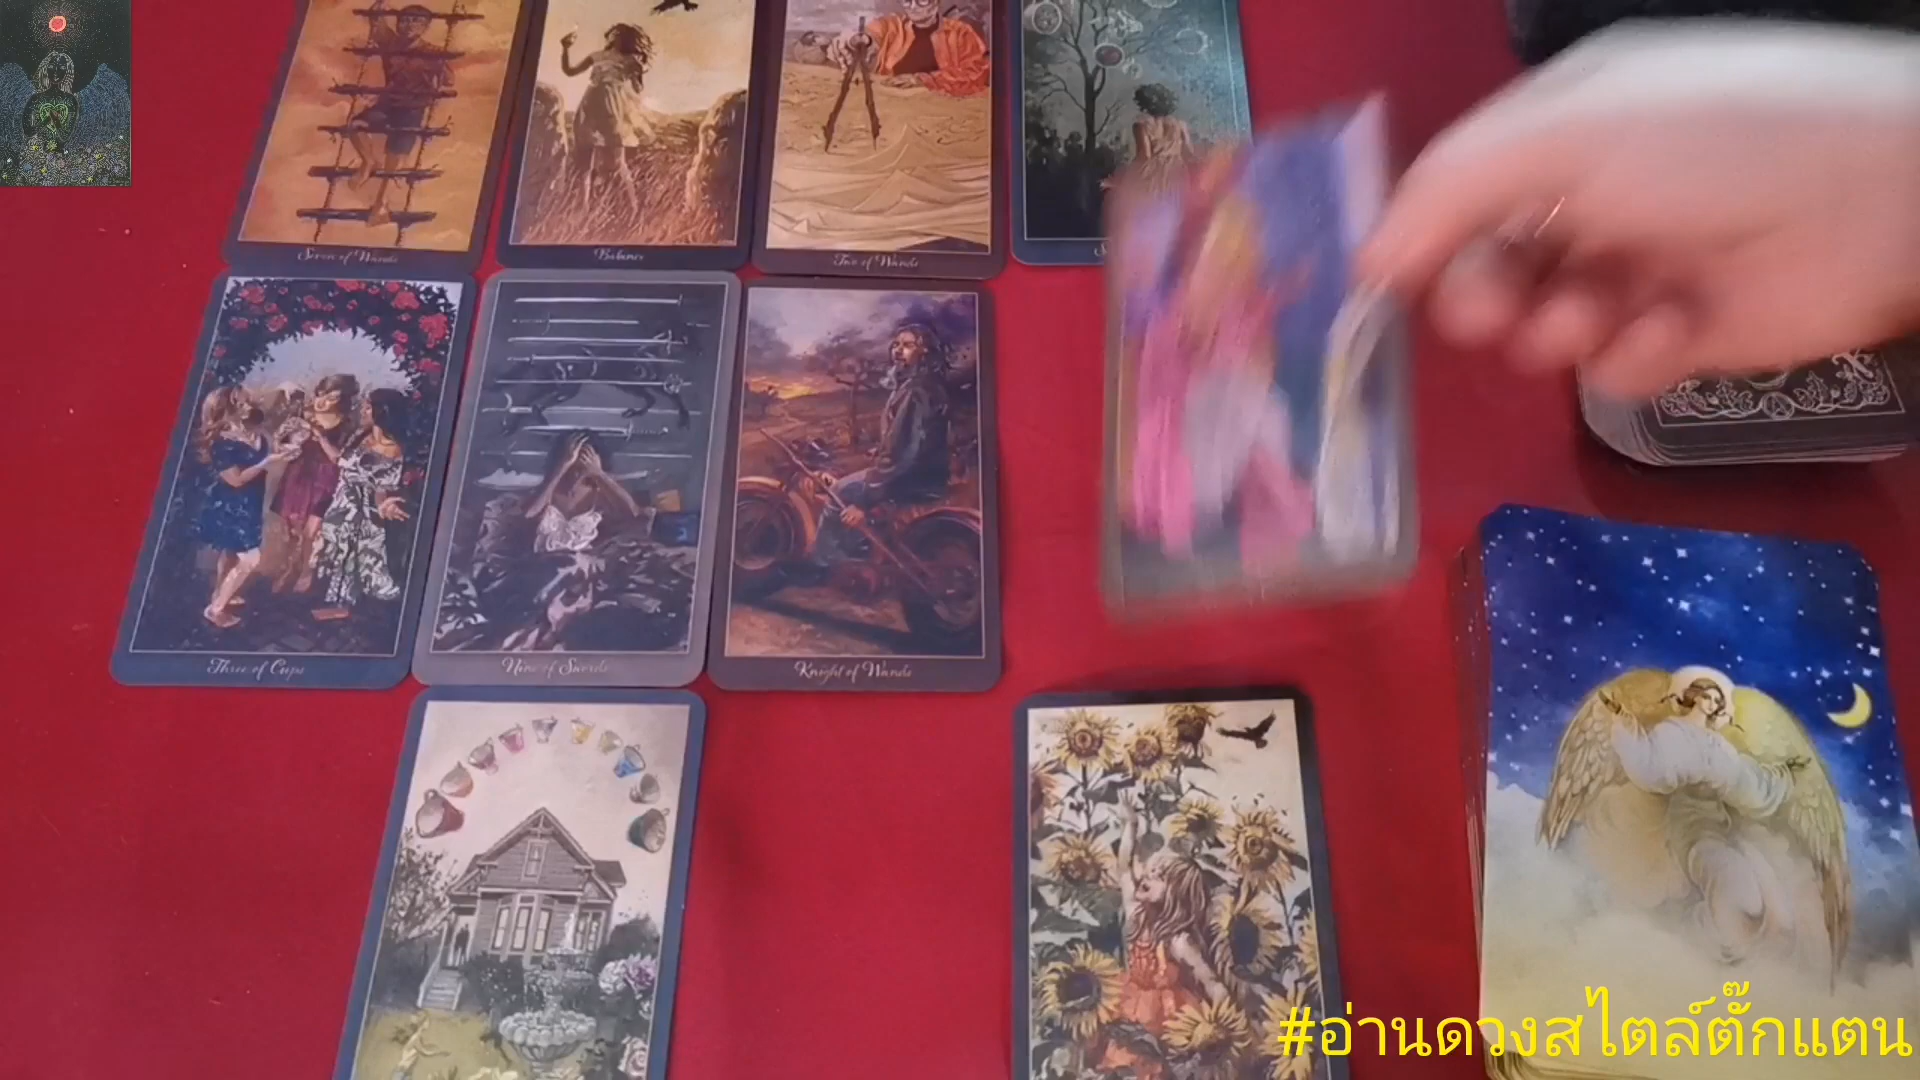 Seven of Wands
Balance
Two of Wands
Three of Cups
Nine of Swords
Knight of Wands
#อ่านดวงสไตล์ตั๊กแตน